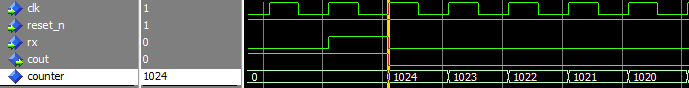 clk 1
reset_n 1
rx 0
cout 0
counter 1024 0 1024 1023 1022 1021 1020